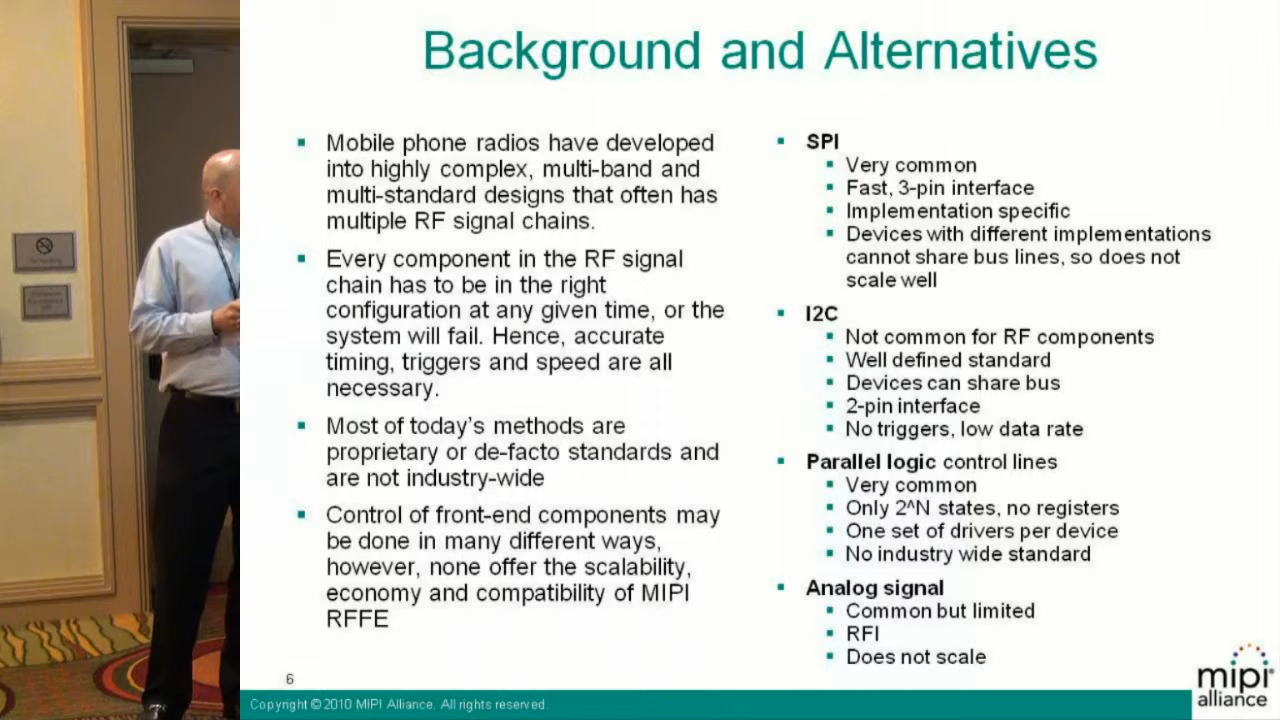 Background and Alternatives
▪ Mobile phone radios have developed
into highly complex, multi-band and
multi-standard designs that often has
multiple RF signal chains.
▪ Every component in the RF signal
chain has to be in the right
configuration at any given time, or the
system will fail. Hence, accurate
timing, triggers and speed are all
necessary.
▪ Most of today's methods are
proprietary or de-facto standards and
are not industry-wide
▪ Control of front-end components may
be done in many different ways,
however, none offer the scalability,
economy and compatibility of MIPI
RFFE
▪ SPI
▪ Very common
▪ Fast, 3-pin interface
▪ Implementation specific
▪ Devices with different implementations
cannot share bus lines, so does not
scale well
▪ I2C
▪ Not common for RF components
▪ Well defined standard
▪ Devices can share bus
▪ 2-pin interface
▪ No triggers, low data rate
▪ Parallel logic control lines
▪ Very common
▪ Only 2^N states, no registers
▪ One set of drivers per device
▪ No industry wide standard
▪ Analog signal
▪ Common but limited
▪ RFI
▪ Does not scale
6
Copyright ©2010 MIPI Alliance. All rights reserved.
mipi®
alliance